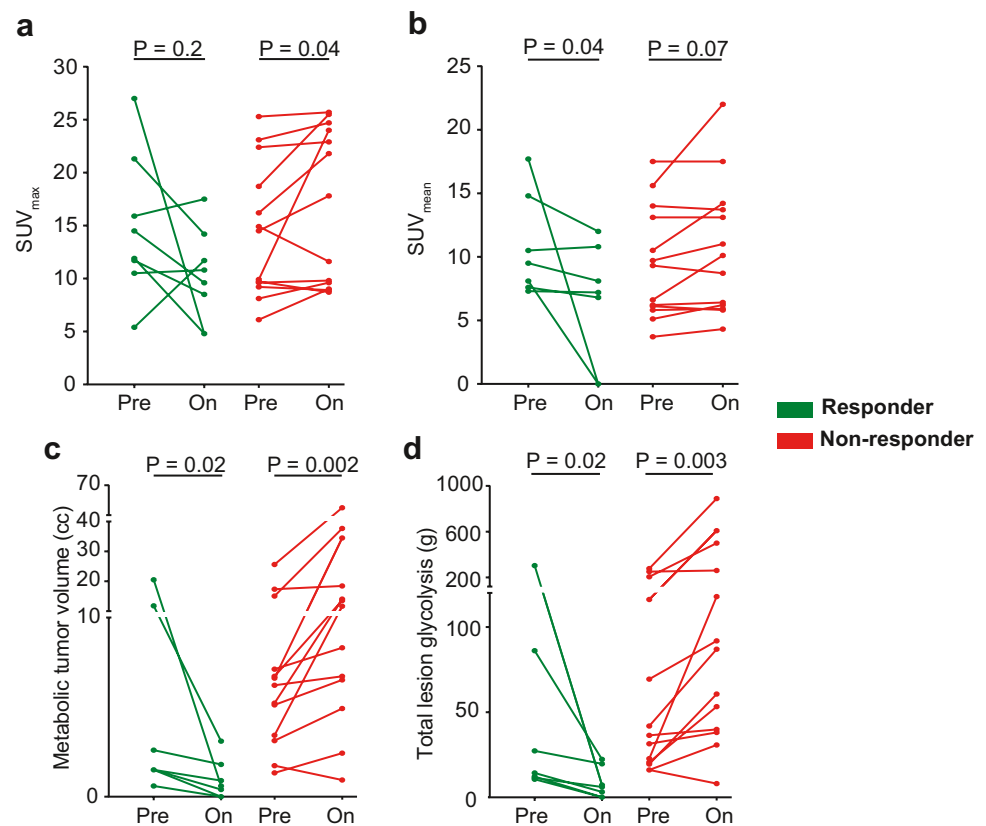 a
P = 0.2
P = 0.04
SUVmax
30
25
20
15
10
5
0
Pre
On
Pre
On
b
P = 0.04
P = 0.07
SUVmean
25
20
15
10
5
0
Pre
On
Pre
On
Responder
Non-responder
c
P = 0.02
P = 0.002
Metabolic tumor volume (cc)
70
40
30
20
10
0
Pre
On
Pre
On
d
P = 0.02
P = 0.003
Total lesion glycolysis (g)
1000
600
200
100
50
0
Pre
On
Pre
On